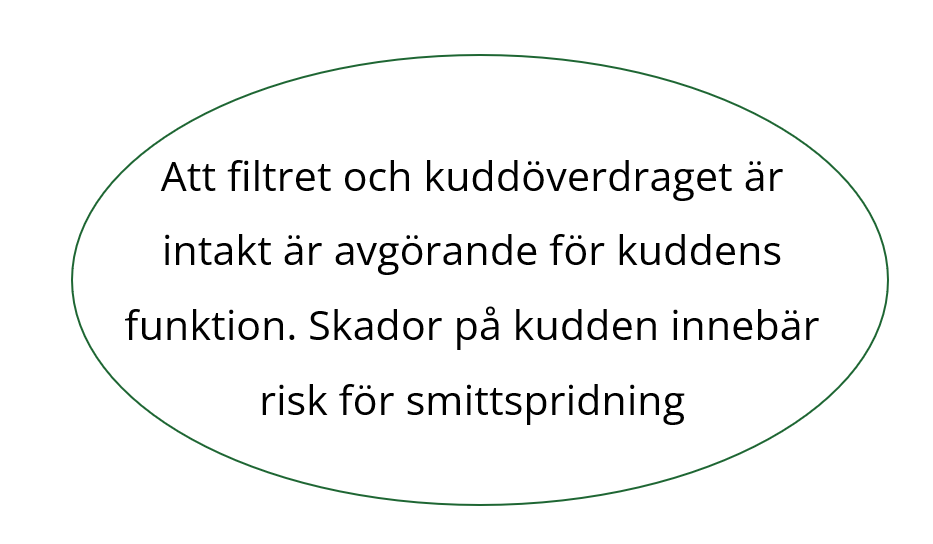 Att filtret och kuddöverdraget är
intakt är avgörande för kuddens
funktion. Skador på kudden innebär
risk för smittspridning